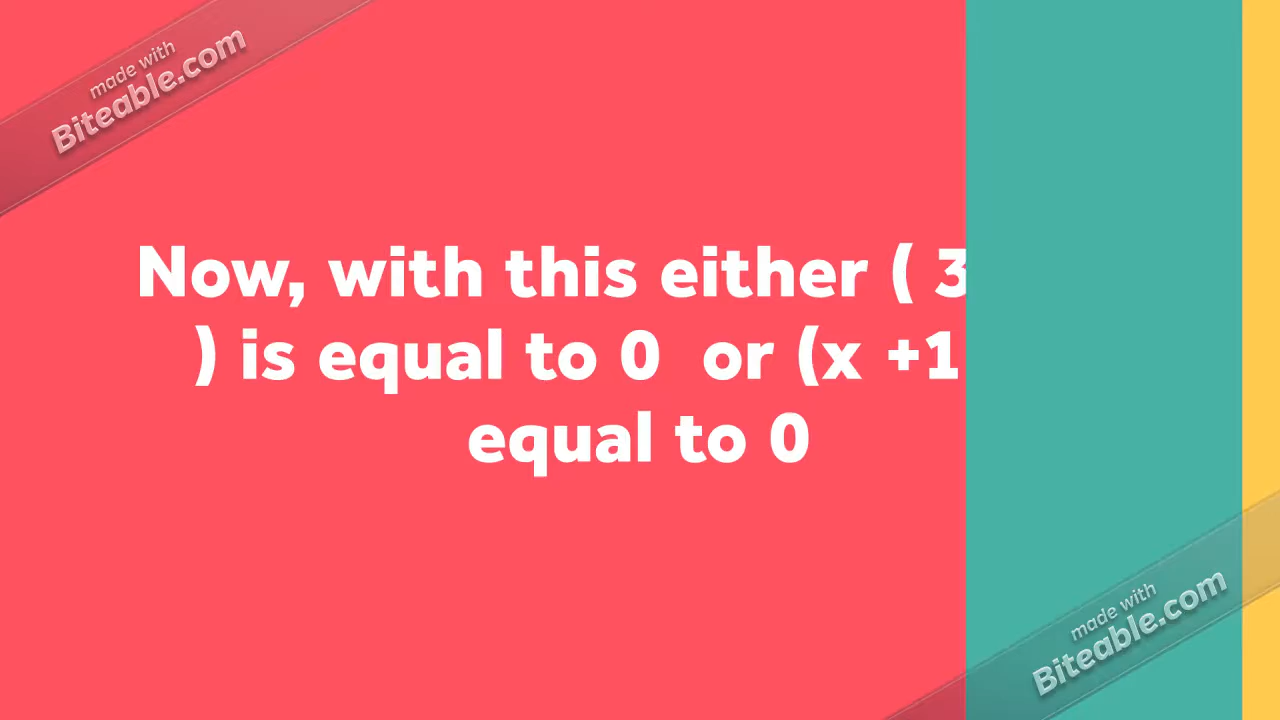 made with
Biteable.com
Now, with this either ( 3
) is equal to 0 or (x +1
equal to 0
made with
Biteable.com